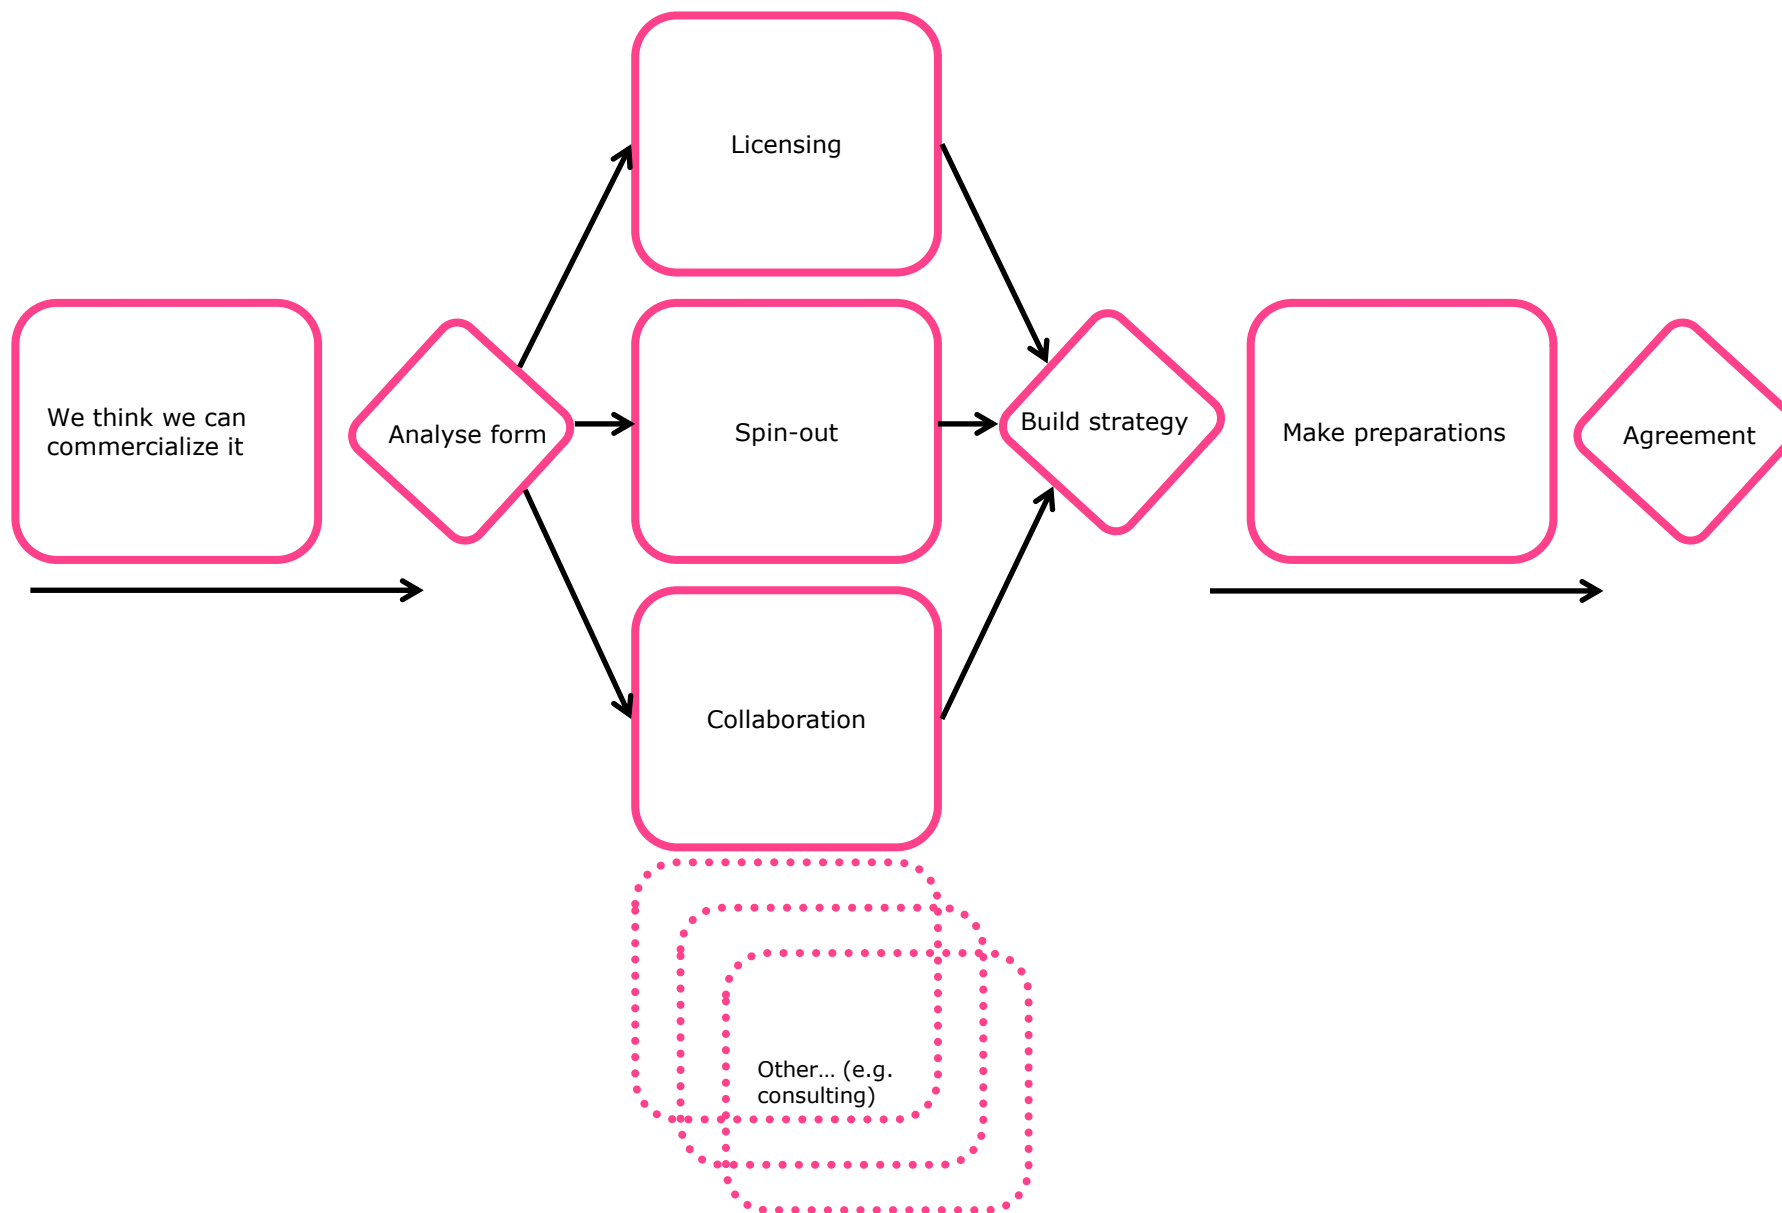 Licensing
We think we can
commercialize it
Analyse form
Spin-out
Build strategy
Make preparations
Agreement
Collaboration
Other... (e.g.
consulting)